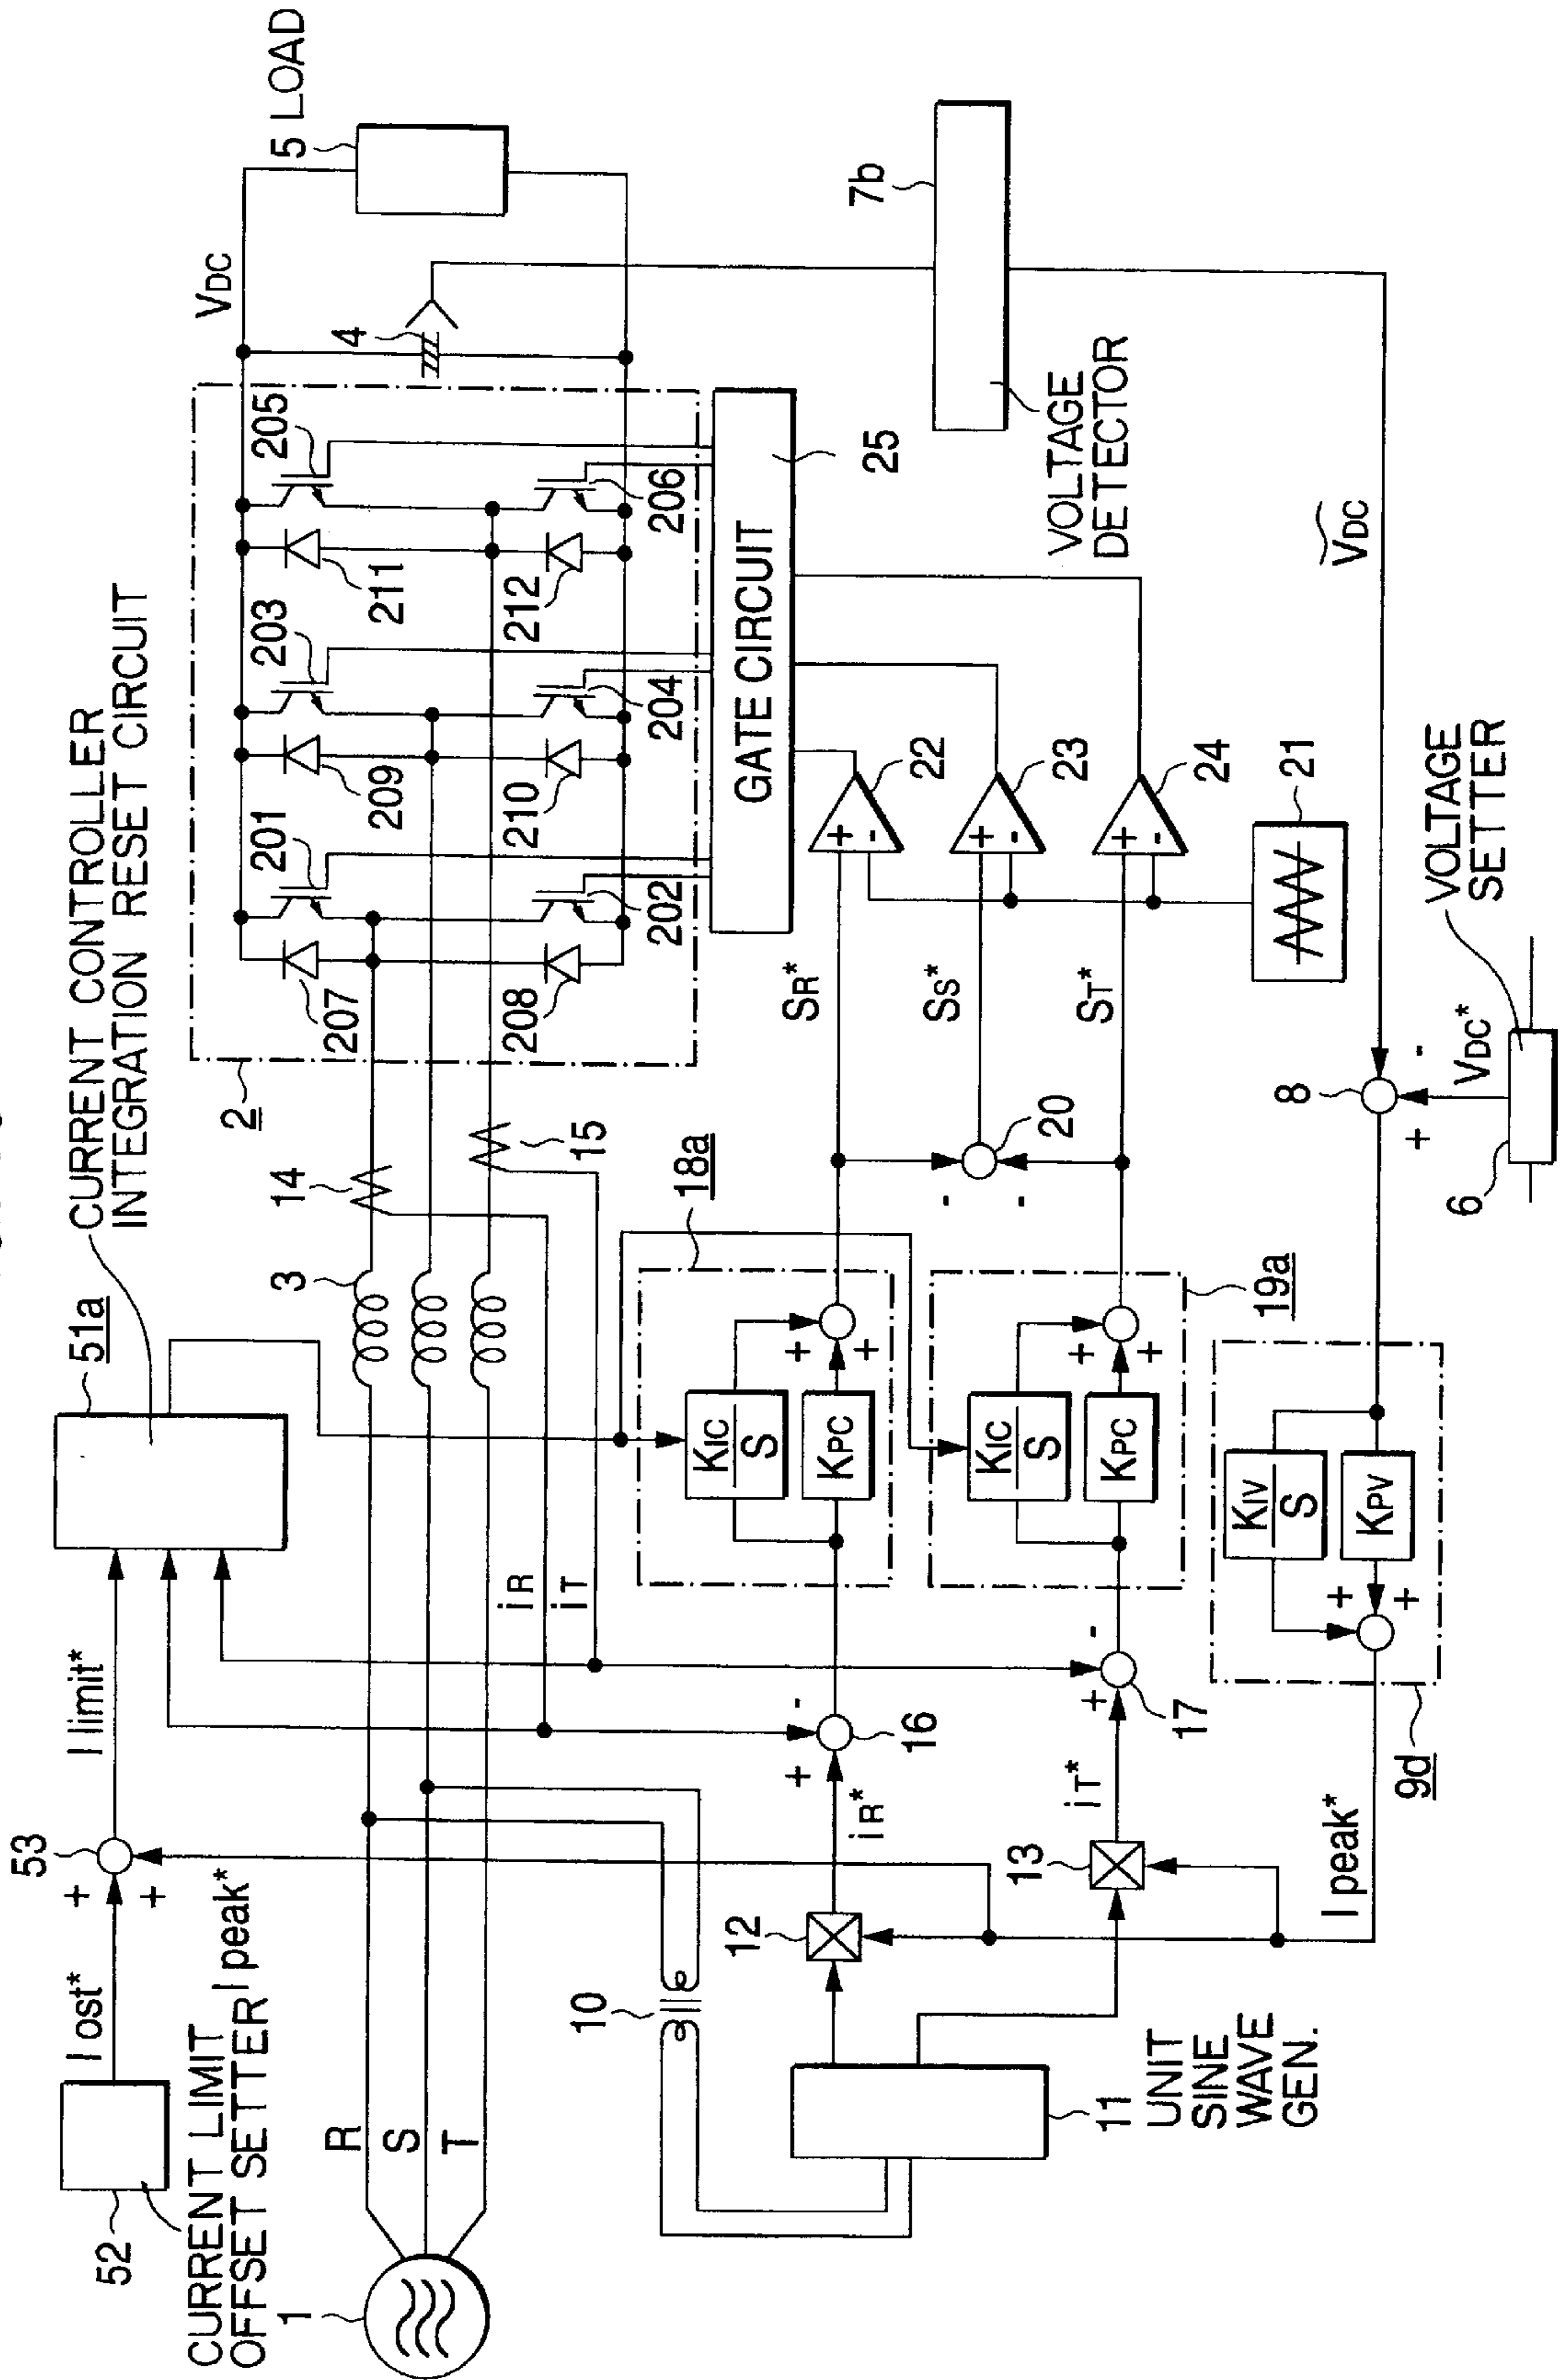 CURRENT CONTROLLER
INTEGRATION RESET CIRCUIT
51a
53
I limit*
I ost*
52
CURRENT LIMIT
OFFSET SETTER
I peak*
1
R
S
T
3
14
15
iR
iT
2
207
208
201
202
209
210
203
204
211
212
205
206
VDC
4
5 LOAD
GATE CIRCUIT
25
7b
VOLTAGE
DETECTOR
10
11
UNIT
SINE
WAVE
GEN.
12
13
iR*
iT*
+
-
16
+
-
17
18a
KIC
S
KPC
+
+
19a
KIC
S
KPC
+
+
20
-
-
SR*
SS*
ST*
+
-
22
+
-
23
+
-
24
21
ṼDC
8
-
+
VDC*
6
VOLTAGE
SETTER
9d
KIV
S
KPV
+
+
I peak*
+
+